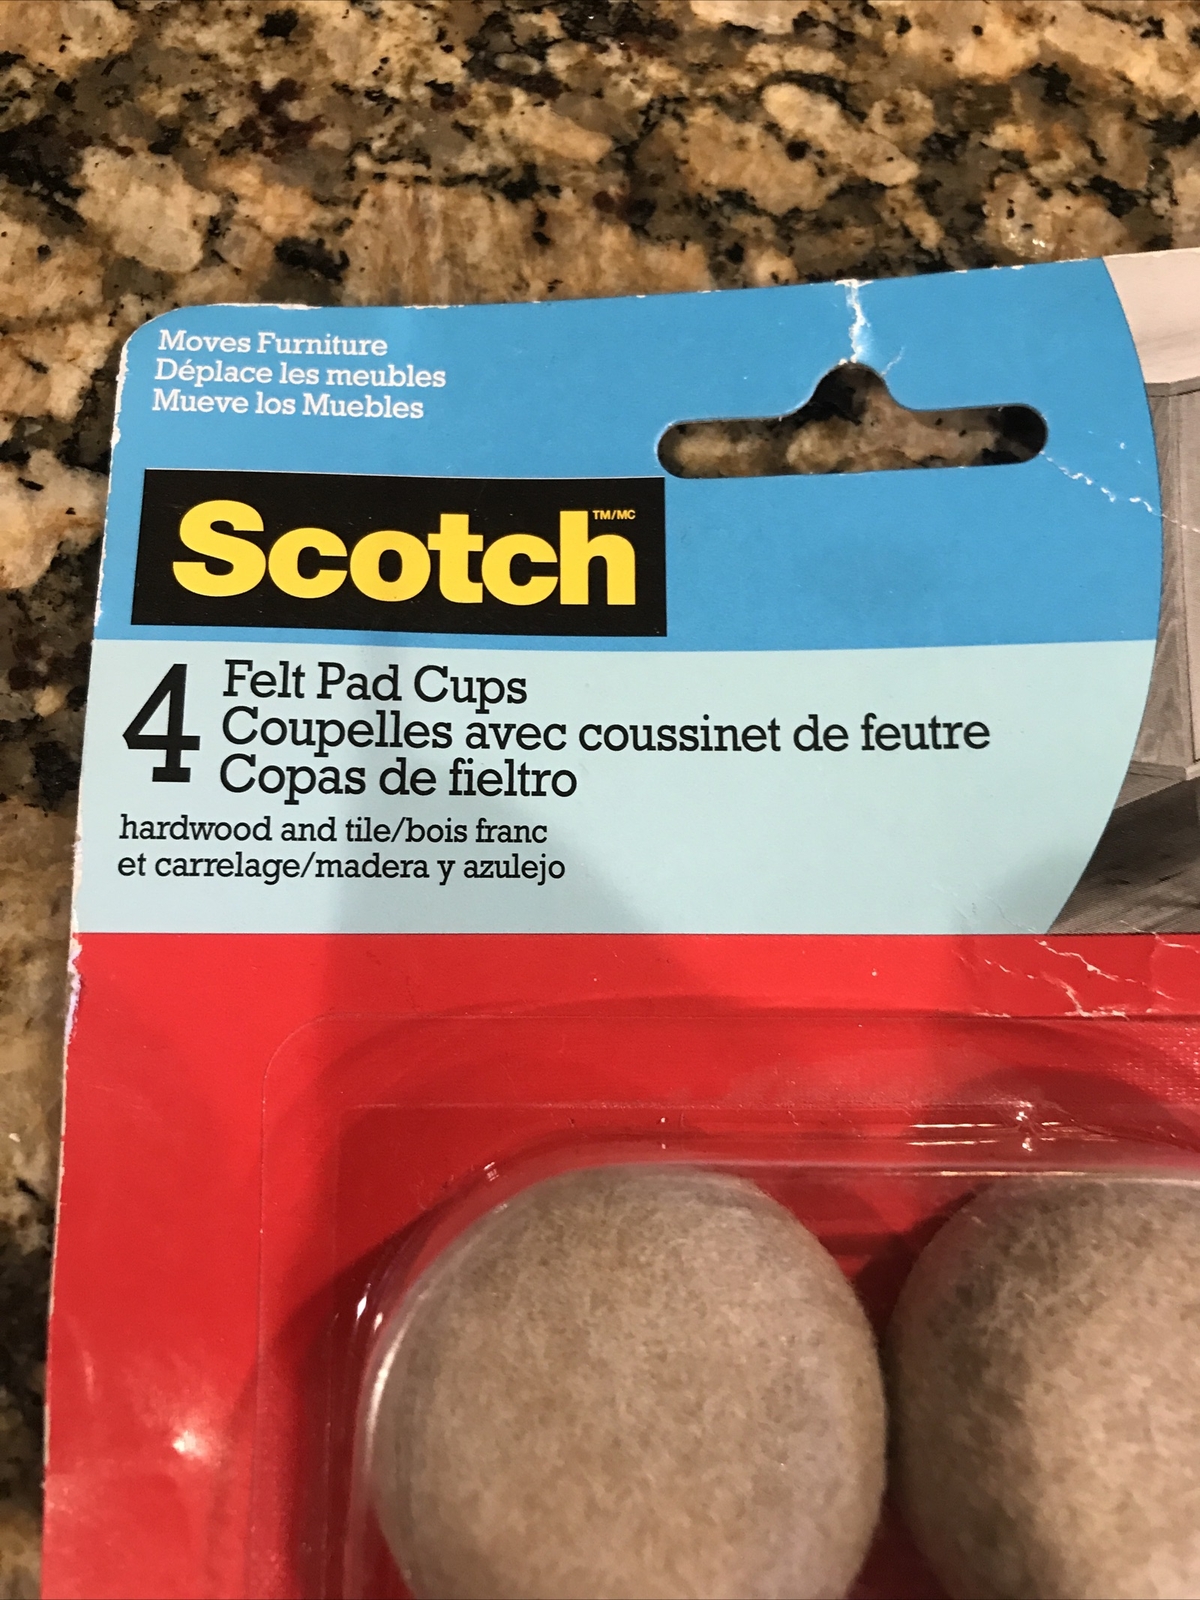 Moves Furniture
Déplace les meubles
Mueve los Muebles
Scotch TM/MC
4 Felt Pad Cups
Coupelles avec coussinet de feutre
Copas de fieltro
hardwood and tile/bois franc
et carrelage/madera y azulejo